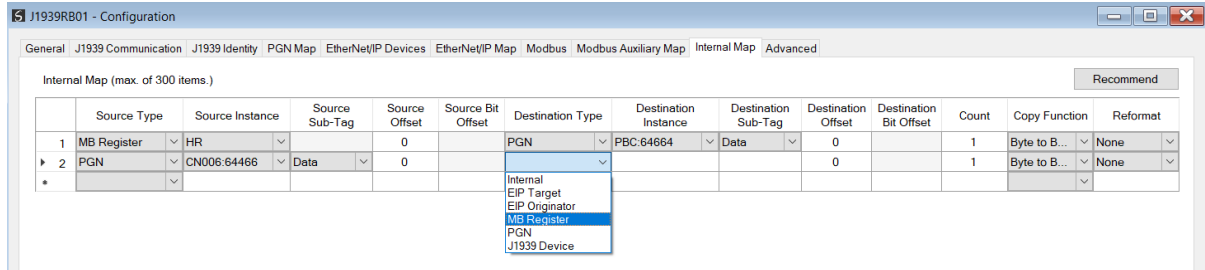 J1939RB01 - Configuration
General J1939 Communication J1939 Identity PGN Map EtherNet/IP Devices EtherNet/IP Map Modbus Modbus Auxiliary Map Internal Map Advanced
Internal Map (max. of 300 items.) Recommend
Source Type Source Instance Source Sub-Tag Source Offset Source Bit Offset Destination Type Destination Instance Destination Sub-Tag Destination Offset Destination Bit Offset Count Copy Function Reformat
1 MB Register HR 0 PGN PBC:64664 Data 0 1 Byte to B... None
2 PGN CN006:64466 Data 0 0 1 Byte to B... None
Internal
EIP Target
EIP Originator
MB Register
PGN
J1939 Device